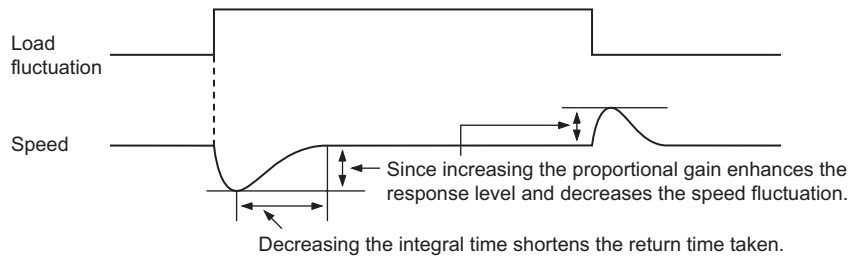 Load
fluctuation
Speed
Since increasing the proportional gain enhances the
response level and decreases the speed fluctuation.
Decreasing the integral time shortens the return time taken.